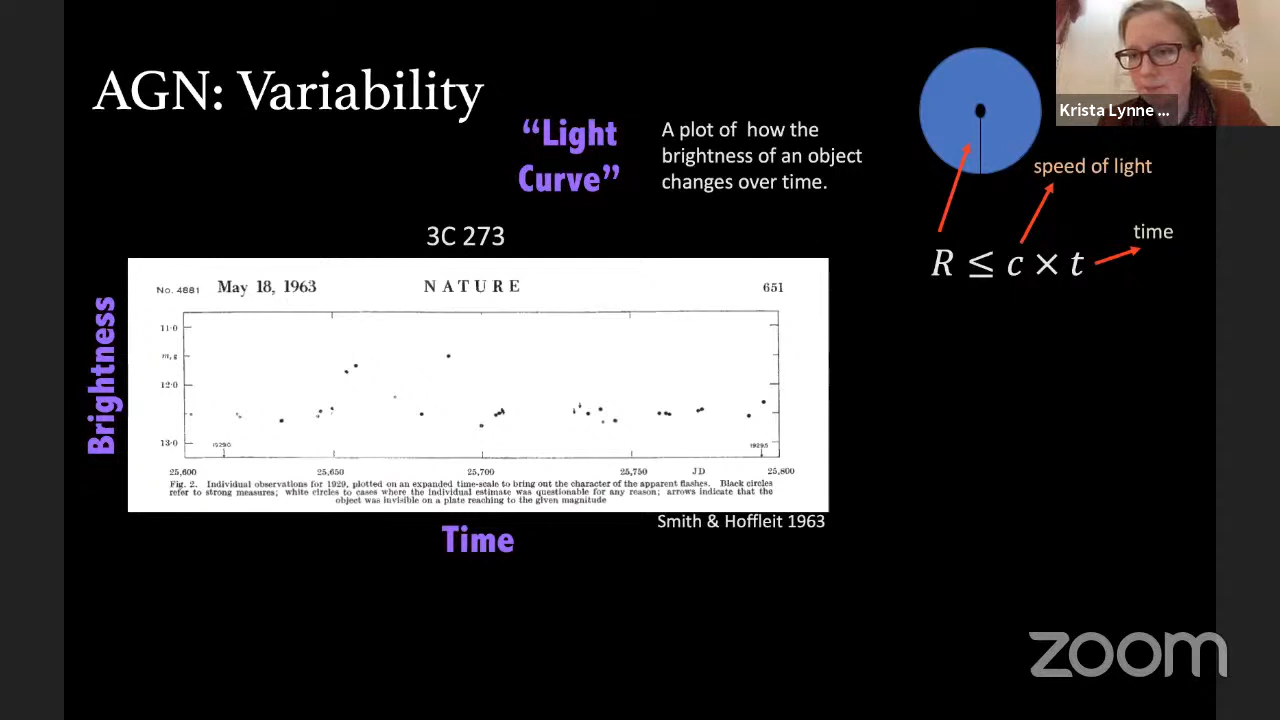 AGN: Variability
“Light
Curve”
A plot of how the
brightness of an object
changes over time.
Krista Lynne ...
speed of light
time
R ≤ c × t
3C 273
No. 4881 May 18, 1963 NATURE 651
Brightness
11·0
m, g
12·0
13·0
1929·0
1929·5
25,600 25,650 25,700 25,750 JD 25,800
Fig. 2. Individual observations for 1929, plotted on an expanded time-scale to bring out the character of the apparent flashes. Black circles
refer to strong measures; white circles to cases where the individual estimate was questionable for any reason; arrows indicate that the
object was invisible on a plate reaching to the given magnitude
Smith & Hoffleit 1963
Time
zoom